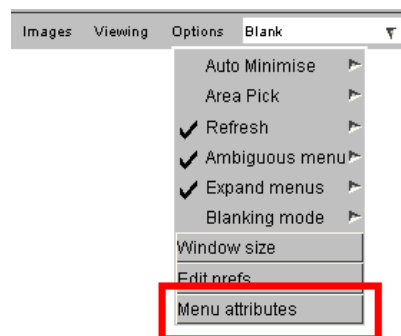 Images Viewing Options Blank
Auto Minimise
Area Pick
Refresh
Ambiguous menu
Expand menus
Blanking mode
Window size
Edit prefs
Menu attributes